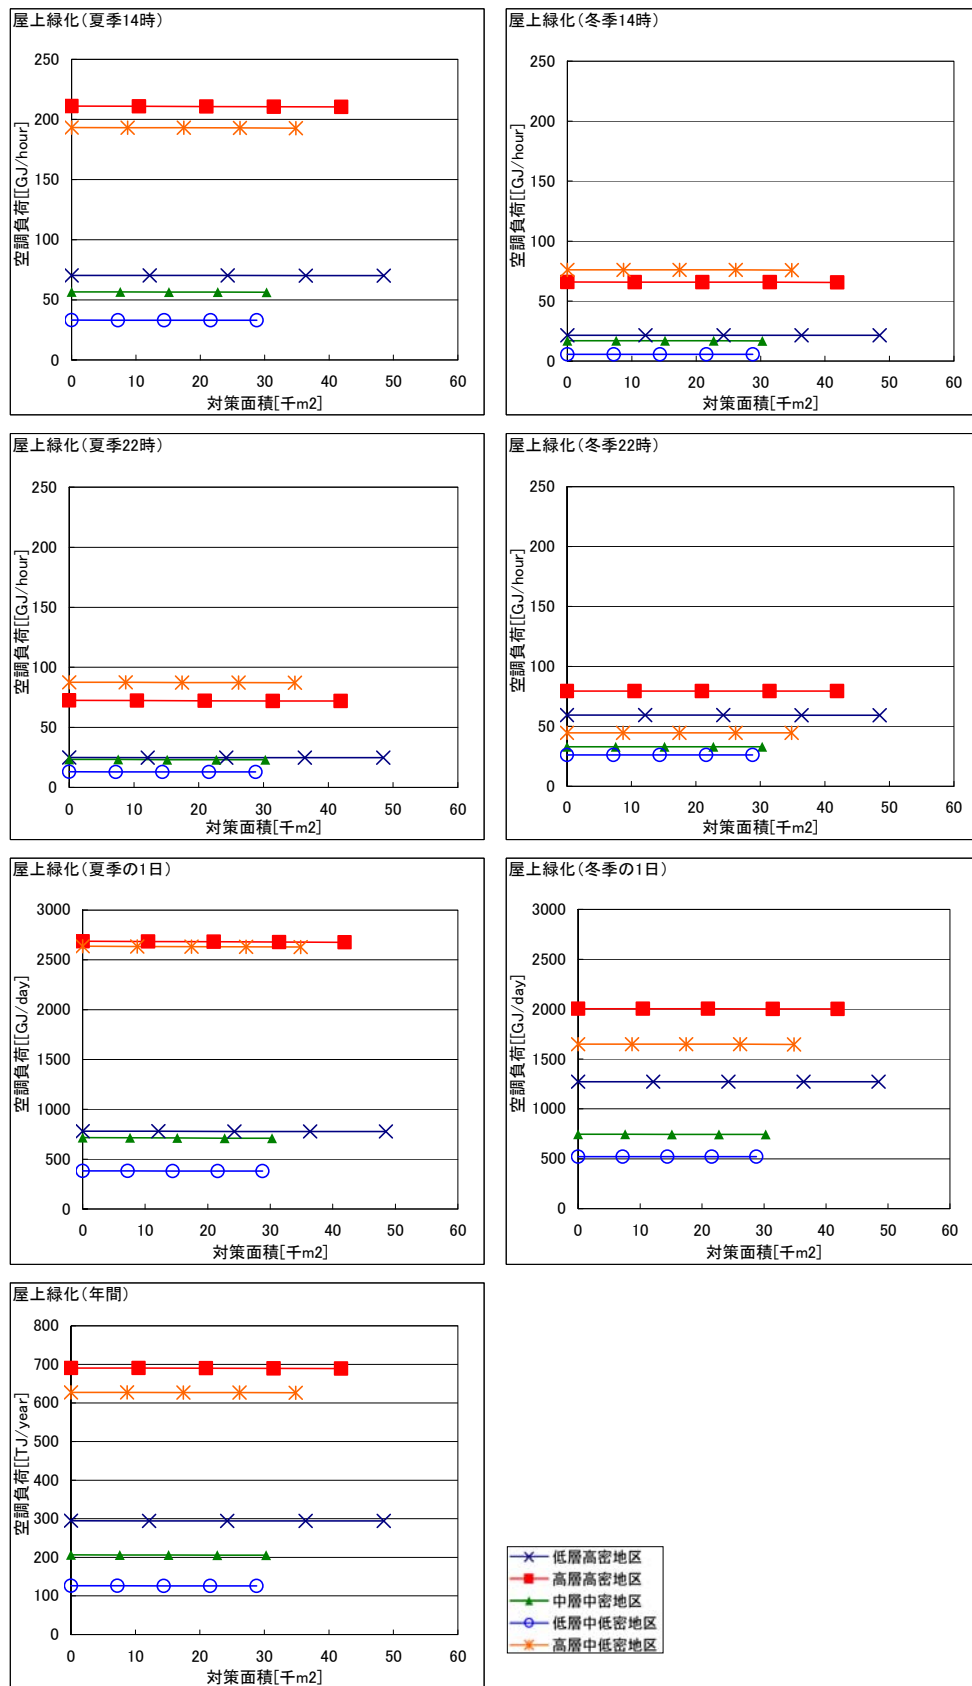 屋上緑化(夏季14時)
空調負荷[[GJ/hour]
250
200
150
100
50
0
0 10 20 30 40 50 60
対策面積[千m2]
屋上緑化(冬季14時)
空調負荷[[GJ/hour]
250
200
150
100
50
0
0 10 20 30 40 50 60
対策面積[千m2]
屋上緑化(夏季22時)
空調負荷[[GJ/hour]
250
200
150
100
50
0
0 10 20 30 40 50 60
対策面積[千m2]
屋上緑化(冬季22時)
空調負荷[[GJ/hour]
250
200
150
100
50
0
0 10 20 30 40 50 60
対策面積[千m2]
屋上緑化(夏季の1日)
空調負荷[[GJ/day]
3000
2500
2000
1500
1000
500
0
0 10 20 30 40 50 60
対策面積[千m2]
屋上緑化(冬季の1日)
空調負荷[[GJ/day]
3000
2500
2000
1500
1000
500
0
0 10 20 30 40 50 60
対策面積[千m2]
屋上緑化(年間)
空調負荷[[TJ/year]
800
700
600
500
400
300
200
100
0
0 10 20 30 40 50 60
対策面積[千m2]
低層高密地区
高層高密地区
中層中密地区
低層中低密地区
高層中低密地区